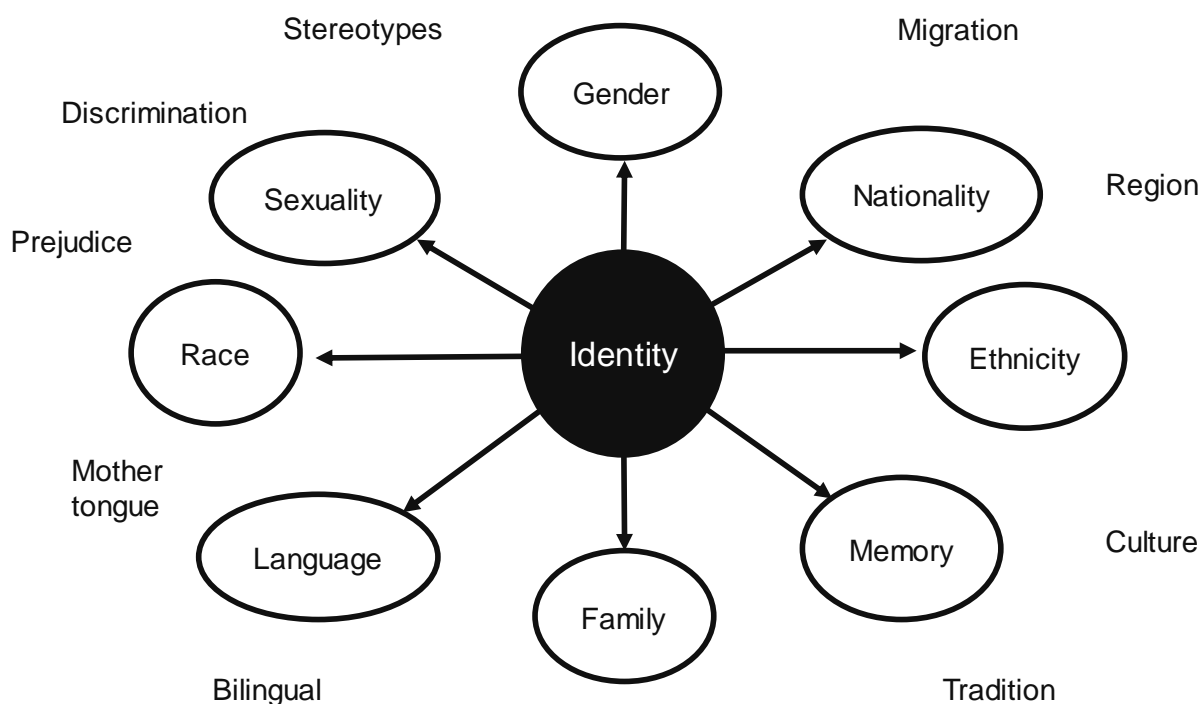 Stereotypes
Migration
Gender
Discrimination
Sexuality
Nationality
Region
Prejudice
Race
Identity
Ethnicity
Mother
tongue
Language
Memory
Culture
Family
Bilingual
Tradition